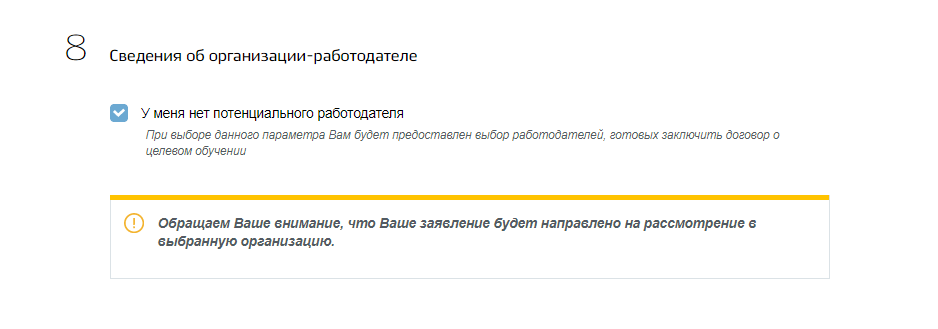 8
Сведения об организации-работодателе
У меня нет потенциального работодателя
При выборе данного параметра Вам будет предоставлен выбор работодателей, готовых заключить договор о
целевом обучении
Обращаем Ваше внимание, что Ваше заявление будет направлено на рассмотрение в
выбранную организацию.